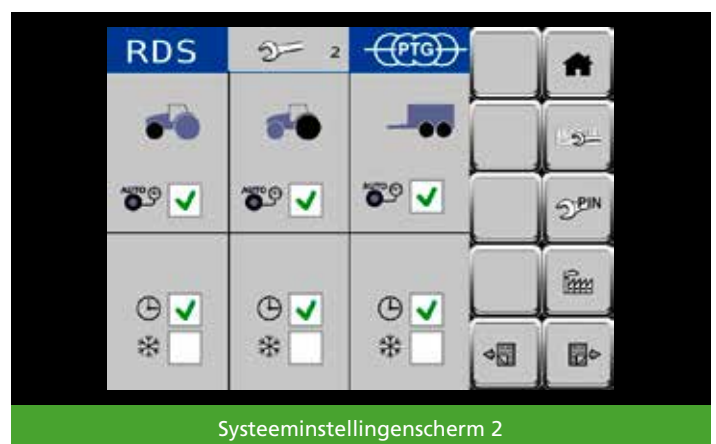 RDS 2 PTG
AUTO AUTO AUTO
PIN
Systeeminstellingenscherm 2